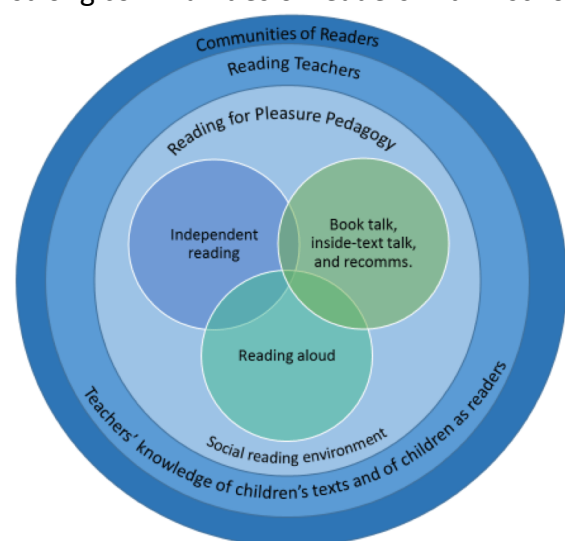 Communities of Readers
Reading Teachers
Reading for Pleasure Pedagogy
Independent
reading
Book talk,
inside-text talk,
and recomms.
Reading aloud
Social reading environment
Teachers' knowledge of children's texts and of children as readers